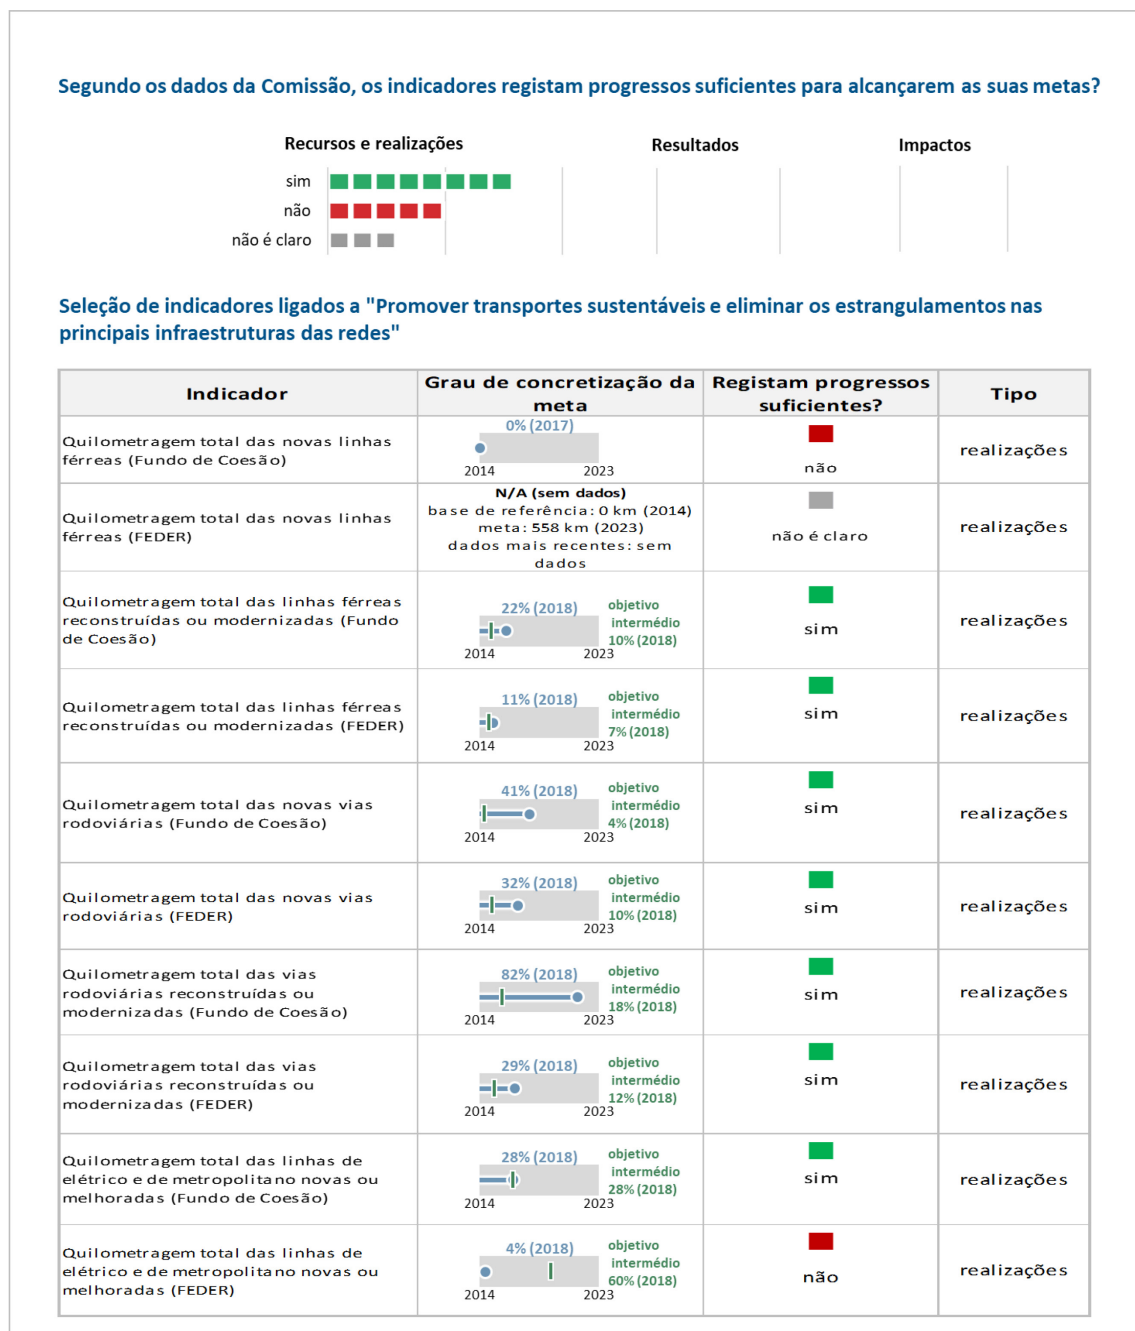 Segundo os dados da Comissão, os indicadores registam progressos suficientes para alcançarem as suas metas?
Recursos e realizações
Resultados
Impactos
sim
não
não é claro
Seleção de indicadores ligados a "Promover transportes sustentáveis e eliminar os estrangulamentos nas
principais infraestruturas das redes"
Indicador
Grau de concretização da
meta
Registam progressos
suficientes?
Tipo
Quilometragem total das novas linhas
férreas (Fundo de Coesão)
0% (2017)
2014
2023
não
realizações
Quilometragem total das novas linhas
férreas (FEDER)
N/A (sem dados)
base de referência: 0 km (2014)
meta: 558 km (2023)
dados mais recentes: sem
dados
não é claro
realizações
Quilometragem total das linhas férreas
reconstruídas ou modernizadas (Fundo
de Coesão)
22% (2018)
2014
2023
objetivo
intermédio
10% (2018)
sim
realizações
Quilometragem total das linhas férreas
reconstruídas ou modernizadas (FEDER)
11% (2018)
2014
2023
objetivo
intermédio
7% (2018)
sim
realizações
Quilometragem total das novas vias
rodoviárias (Fundo de Coesão)
41% (2018)
2014
2023
objetivo
intermédio
4% (2018)
sim
realizações
Quilometragem total das novas vias
rodoviárias (FEDER)
32% (2018)
2014
2023
objetivo
intermédio
10% (2018)
sim
realizações
Quilometragem total das vias
rodoviárias reconstruídas ou
modernizadas (Fundo de Coesão)
82% (2018)
2014
2023
objetivo
intermédio
18% (2018)
sim
realizações
Quilometragem total das vias
rodoviárias reconstruídas ou
modernizadas (FEDER)
29% (2018)
2014
2023
objetivo
intermédio
12% (2018)
sim
realizações
Quilometragem total das linhas de
elétrico e de metropolitano novas ou
melhoradas (Fundo de Coesão)
28% (2018)
2014
2023
objetivo
intermédio
28% (2018)
sim
realizações
Quilometragem total das linhas de
elétrico e de metropolitano novas ou
melhoradas (FEDER)
4% (2018)
2014
2023
objetivo
intermédio
60% (2018)
não
realizações